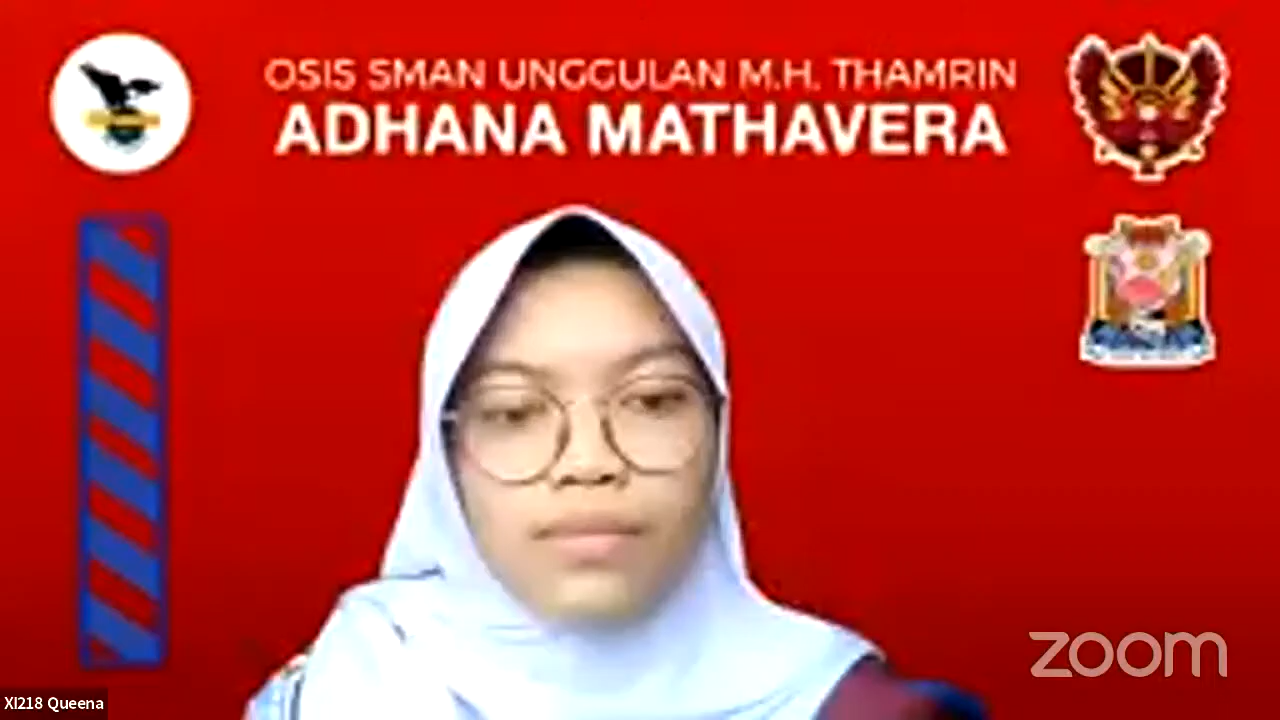 OSIS SMAN UNGGULAN M.H. THAMRIN
ADHANA MATHAVERA
zoom
XI218 Queena